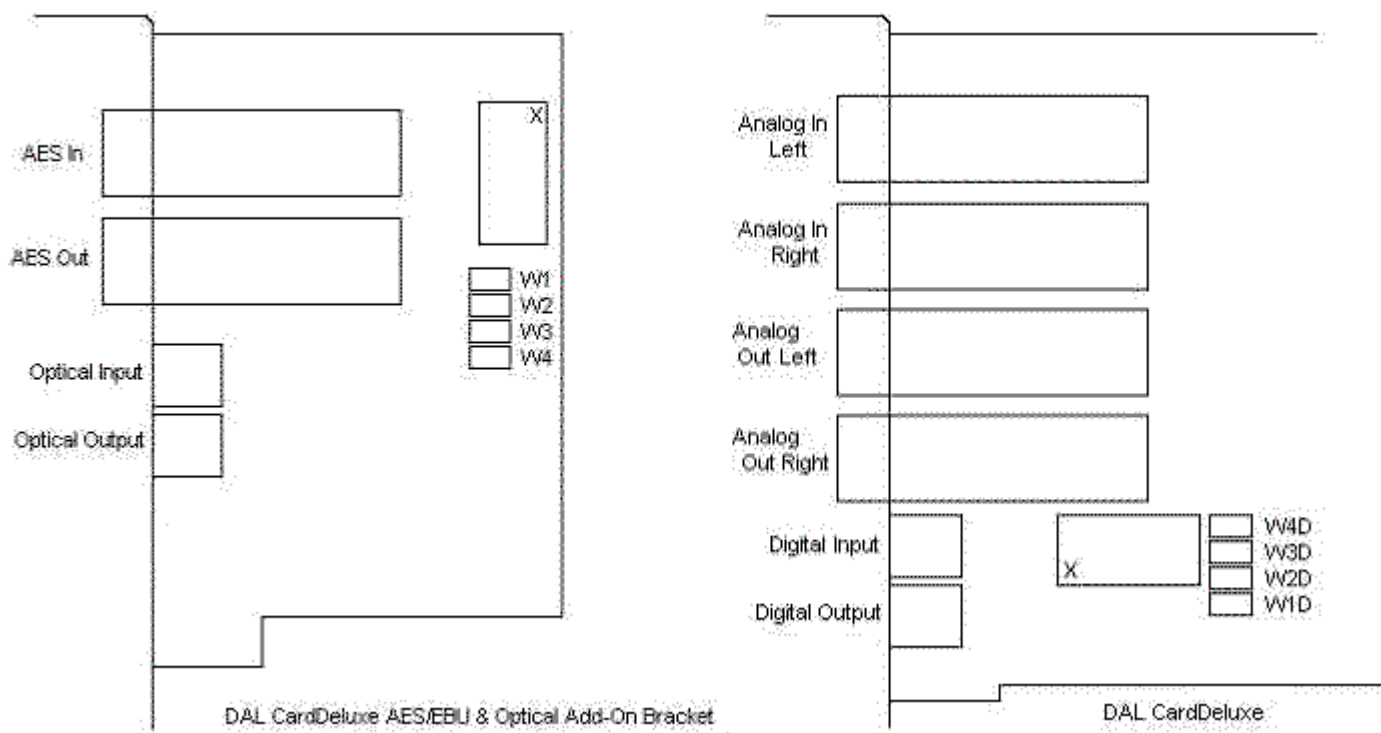 X
AES In
AES Out
W1
W2
W3
W4
Optical Input
Optical Output
DAL CardDeluxe AES/EBU & Optical Add-On Bracket
Analog In
Left
Analog In
Right
Analog
Out Left
Analog
Out Right
Digital Input
X
W4D
W3D
W2D
W1D
Digital Output
DAL CardDeluxe